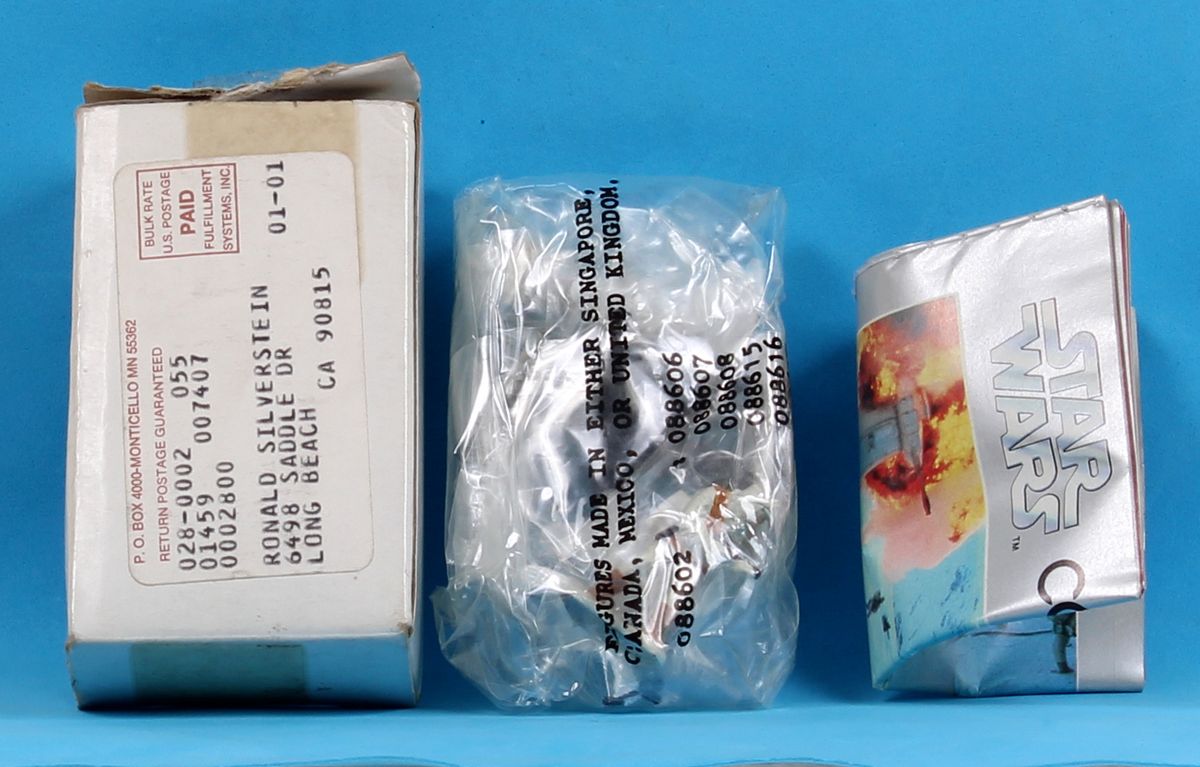 BULK RATE
U.S. POSTAGE
PAID
FULFILLMENT
SYSTEMS, INC.
P. O. BOX 4000-MONTICELLO MN 55362
RETURN POSTAGE GUARANTEED
028-0002 055
01459 007407
00002800
RONALD SILVERSTEIN 01-01
6498 SADDLE DR
LONG BEACH CA 90815
FIGURES MADE IN EITHER SINGAPORE,
CANADA, MEXICO, OR UNITED KINGDOM.
088602 088606
088607
088608
088615
088616
STAR
WARS
TM